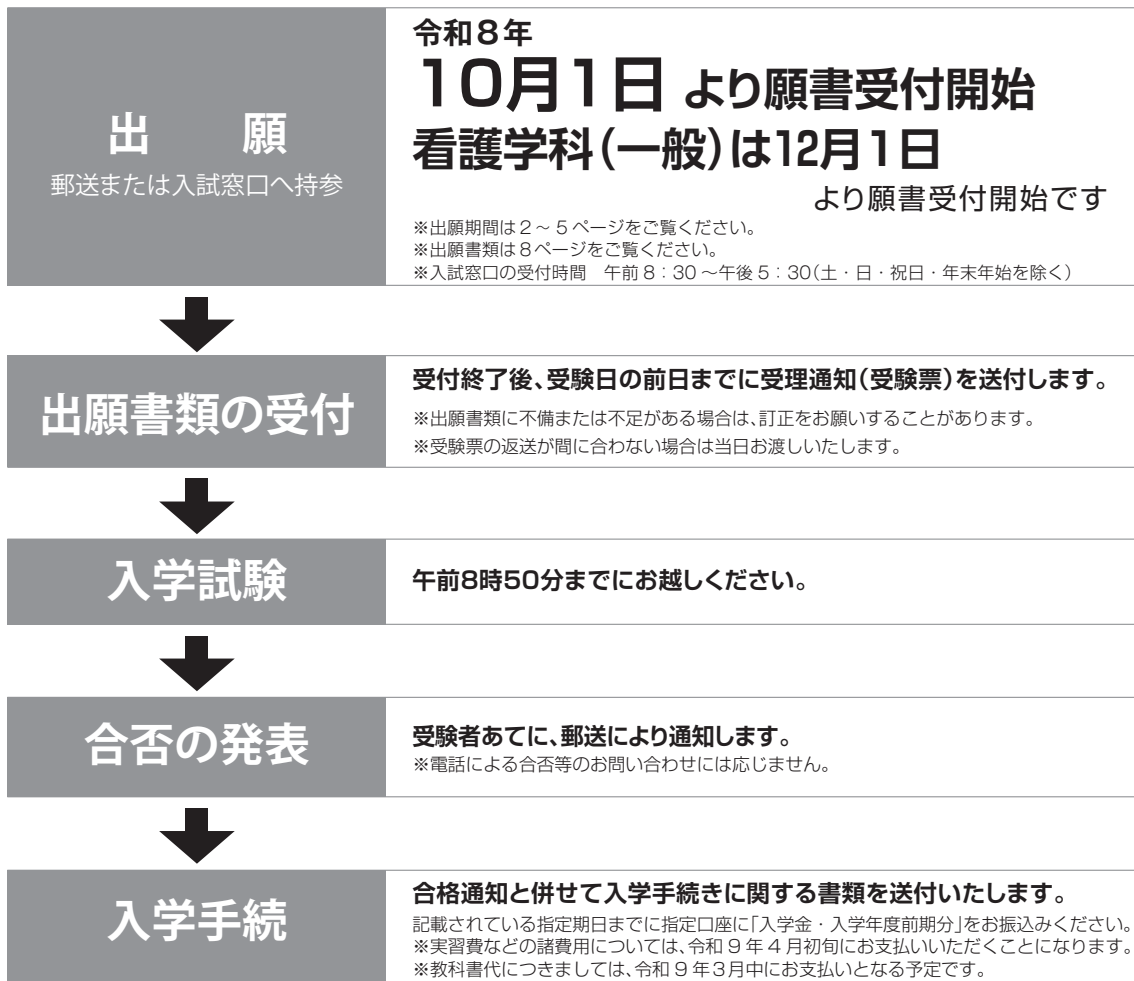 出　　願
郵送または入試窓口へ持参
令和8年
10月1日 より願書受付開始
看護学科（一般）は12月1日
より願書受付開始です
※出願期間は2～5ページをご覧ください。
※出願書類は8ページをご覧ください。
※入試窓口の受付時間　午前8：30～午後5：30（土・日・祝日・年末年始を除く）
出願書類の受付
受付終了後、受験日の前日までに受理通知（受験票）を送付します。
※出願書類に不備または不足がある場合は、訂正をお願いすることがあります。
※受験票の返送が間に合わない場合は当日お渡しいたします。
入学試験
午前8時50分までにお越しください。
合否の発表
受験者あてに、郵送により通知します。
※電話による合否等のお問い合わせには応じません。
入学手続
合格通知と併せて入学手続きに関する書類を送付いたします。
記載されている指定期日までに指定口座に「入学金・入学年度前期分」をお振込みください。
※実習費などの諸費用については、令和9年4月初旬にお支払いいただくことになります。
※教科書代につきましては、令和9年3月中にお支払いとなる予定です。